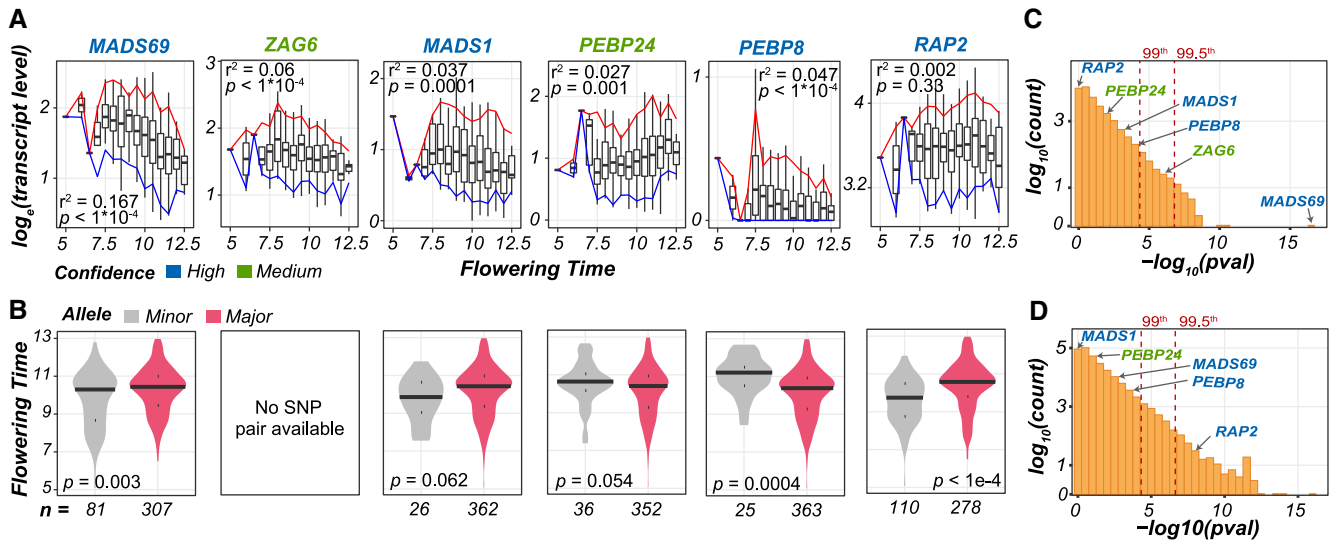 A
MADS69
ZAG6
MADS1
PEBP24
PEBP8
RAP2
log_e(transcript level)
2
1
r² = 0.167
p < 1*10⁻⁴
5 7.5 10.0 12.5
3
2
1
r² = 0.06
p < 1*10⁻⁴
5 7.5 10.0 12.5
2
1
0
r² = 0.037
p = 0.0001
5 7.5 10.0 12.5
2
1
0
r² = 0.027
p = 0.001
5 7.5 10.0 12.5
1
0
r² = 0.047
p < 1*10⁻⁴
5 7.5 10.0 12.5
4
3.2
r² = 0.002
p = 0.33
5 7.5 10.0 12.5
Flowering Time
Confidence High Medium
B
Allele Minor Major
Flowering Time
13
11
9
7
5
p = 0.003
No SNP
pair available
p = 0.062
p = 0.054
p = 0.0004
p < 1e-4
n = 81 307 26 362 36 352 25 363 110 278
C
99ᵗʰ 99.5ᵗʰ
RAP2
PEBP24
MADS1
PEBP8
ZAG6
MADS69
log₁₀(count)
3
1
0
0 5 10 15
−log₁₀(pval)
D
99ᵗʰ 99.5ᵗʰ
MADS1
PEBP24
MADS69
PEBP8
RAP2
log₁₀(count)
5
3
1
0
0 5 10 15
−log10(pval)